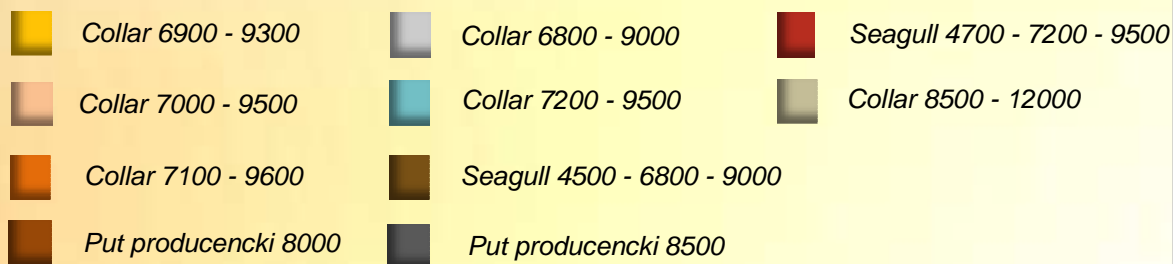 Collar 6900 - 9300
Collar 6800 - 9000
Seagull 4700 - 7200 - 9500
Collar 7000 - 9500
Collar 7200 - 9500
Collar 8500 - 12000
Collar 7100 - 9600
Seagull 4500 - 6800 - 9000
Put producencki 8000
Put producencki 8500